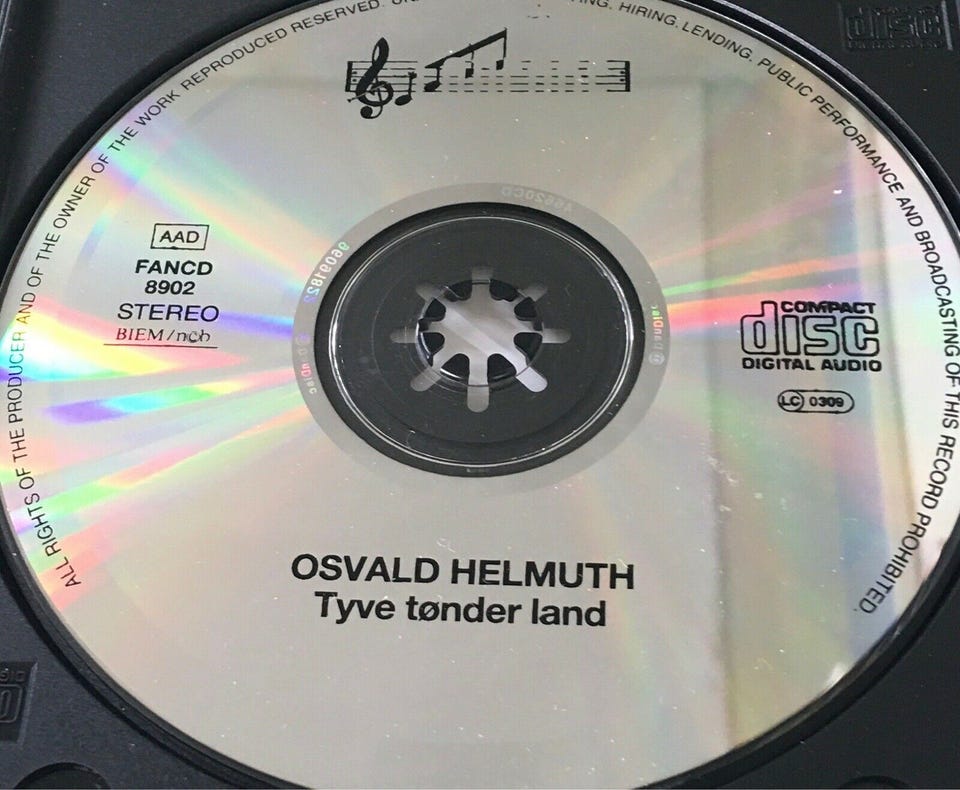 ALL RIGHTS OF THE PRODUCER AND OF THE OWNER OF THE WORK REPRODUCED RESERVED. HIRING. LENDING. PUBLIC PERFORMANCE AND BROADCASTING OF THIS RECORD PROHIBITED.
AAD
FANCD
8902
STEREO
BIEM/ncb
COMPACT
disc
DIGITAL AUDIO
LC 0309
OSVALD HELMUTH
Tyve tønder land
disc